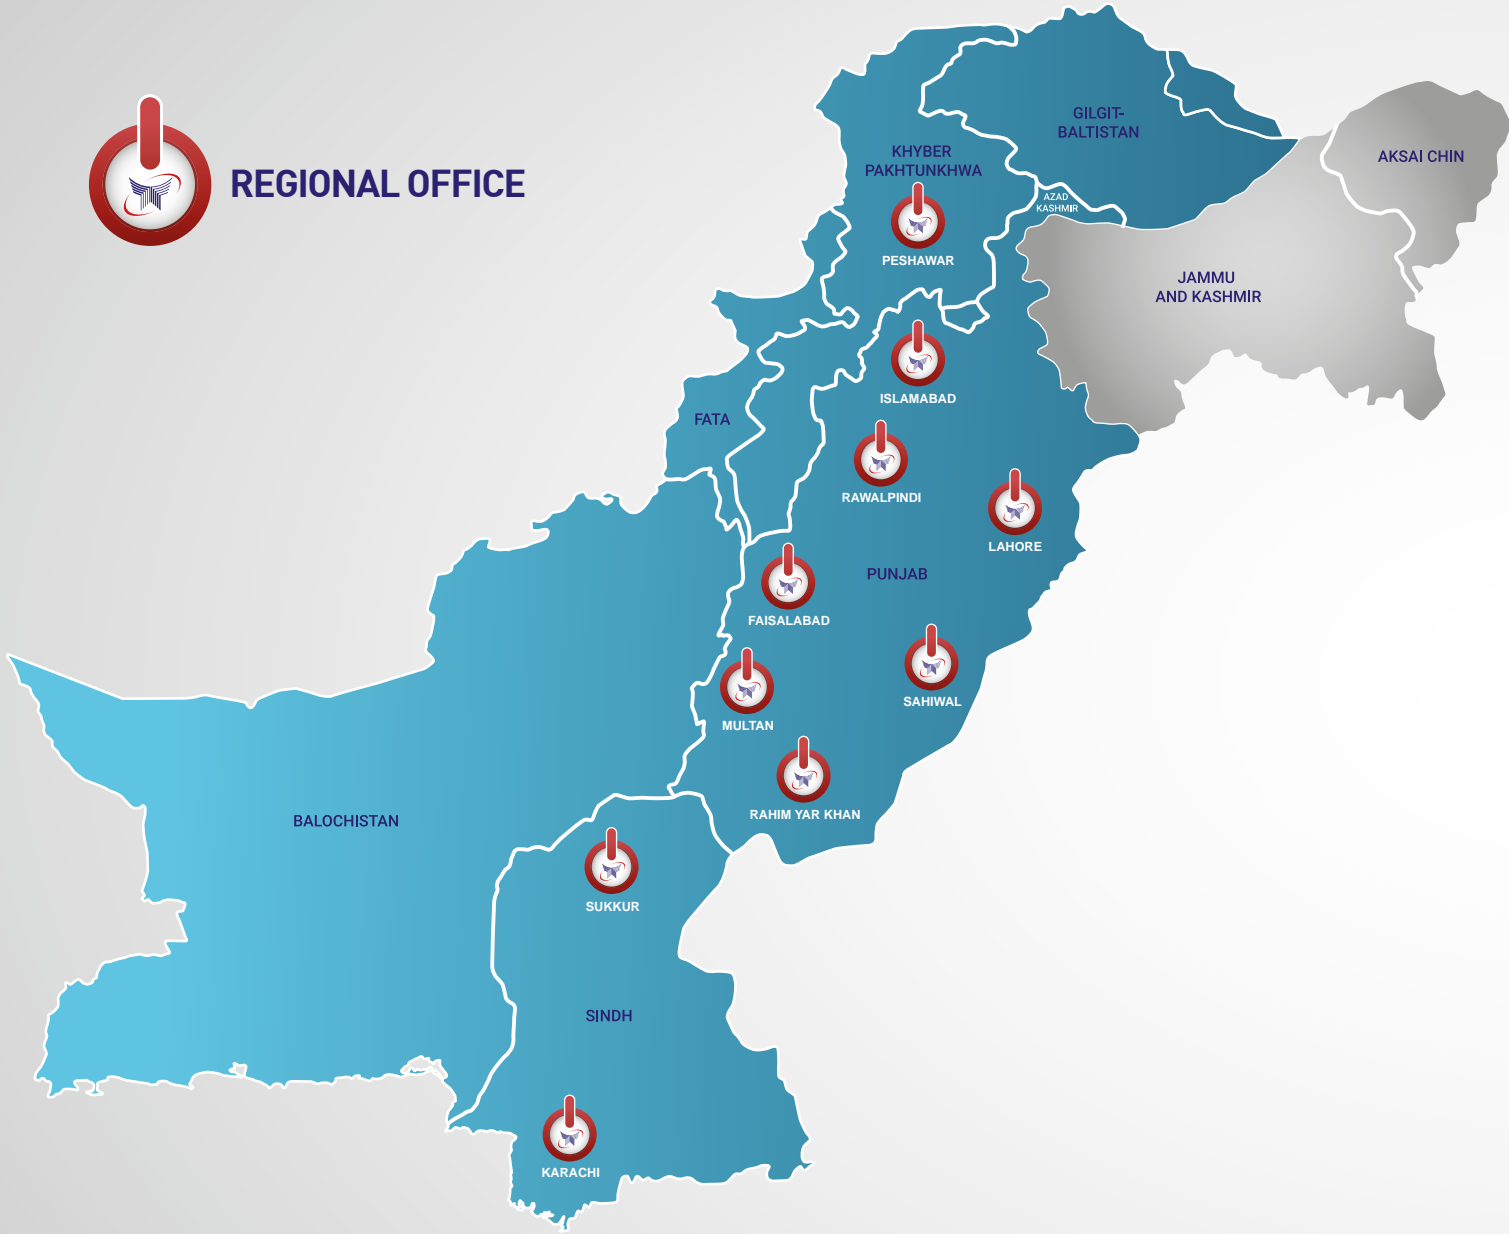 REGIONAL OFFICE
GILGIT-
BALTISTAN
KHYBER
PAKHTUNKHWA
AKSAI CHIN
AZAD
KASHMIR
PESHAWAR
JAMMU
AND KASHMIR
ISLAMABAD
FATA
RAWALPINDI
LAHORE
PUNJAB
FAISALABAD
SAHIWAL
MULTAN
RAHIM YAR KHAN
BALOCHISTAN
SUKKUR
SINDH
KARACHI